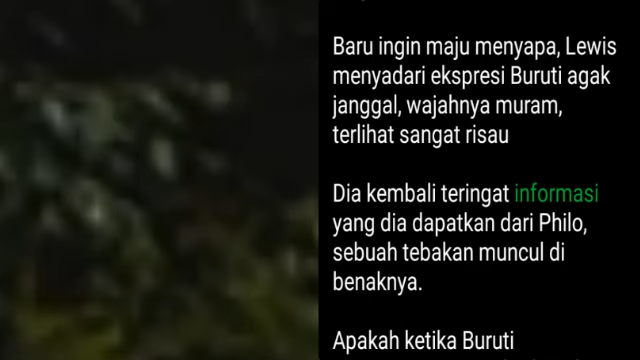 Baru ingin maju menyapa, Lewis
menyadari ekspresi Buruti agak
janggal, wajahnya muram,
terlihat sangat risau
Dia kembali teringat informasi
yang dia dapatkan dari Philo,
sebuah tebakan muncul di
benaknya.
Apakah ketika Buruti